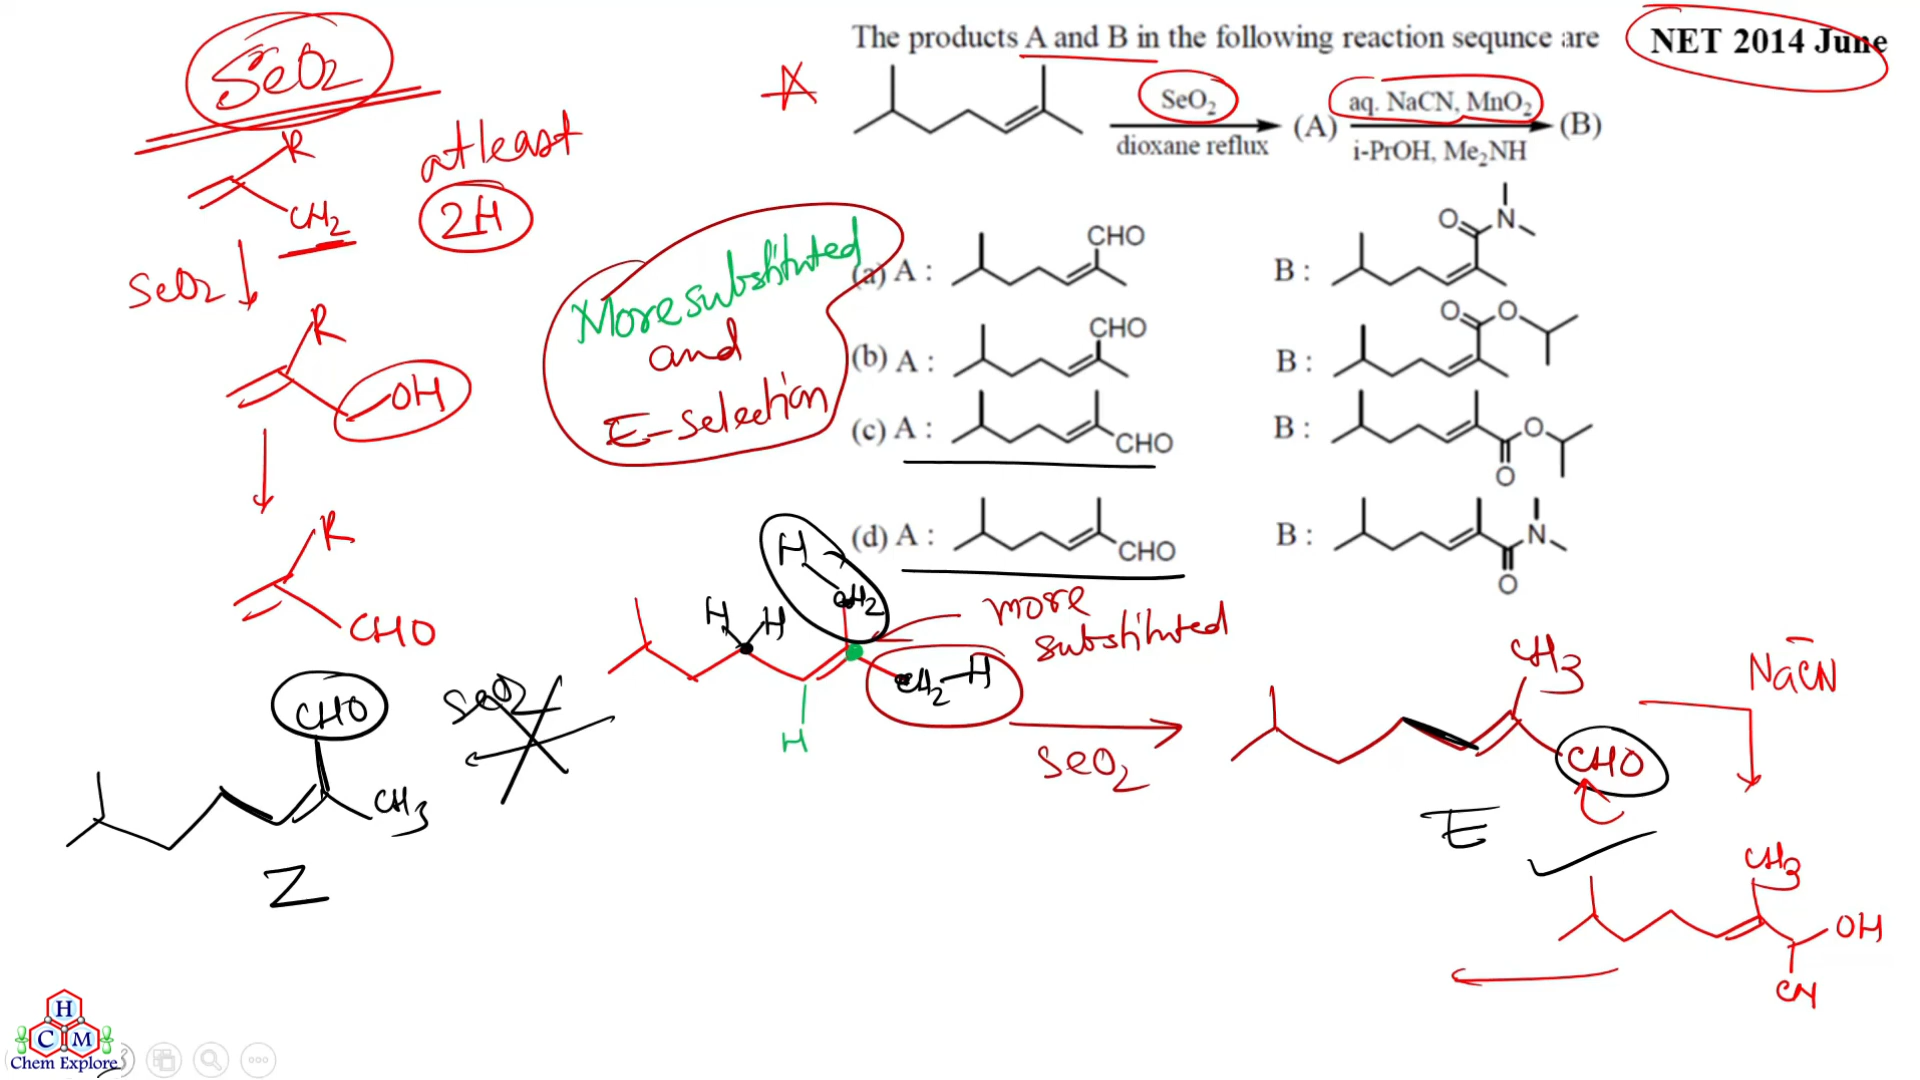 The products A and B in the following reaction sequnce are
NET 2014 June
SeO2
dioxane reflux
(A)
aq. NaCN, MnO2
i-PrOH, Me2NH
(B)
SeO2
R
CH2
atleast
2H
SeO2
R
OH
R
CHO
More substituted
and
E-selection
(a) A :
CHO
B :
O
N
(b) A :
CHO
B :
O
O
(c) A :
CHO
B :
O
O
(d) A :
CHO
B :
N
O
H
CH2
H
H
CH2-H
H
more
substituted
SeO2
SeO2
CHO
CH3
Z
CH3
CHO
E
NaCN
CH3
OH
CN
H
C M
Chem Explore